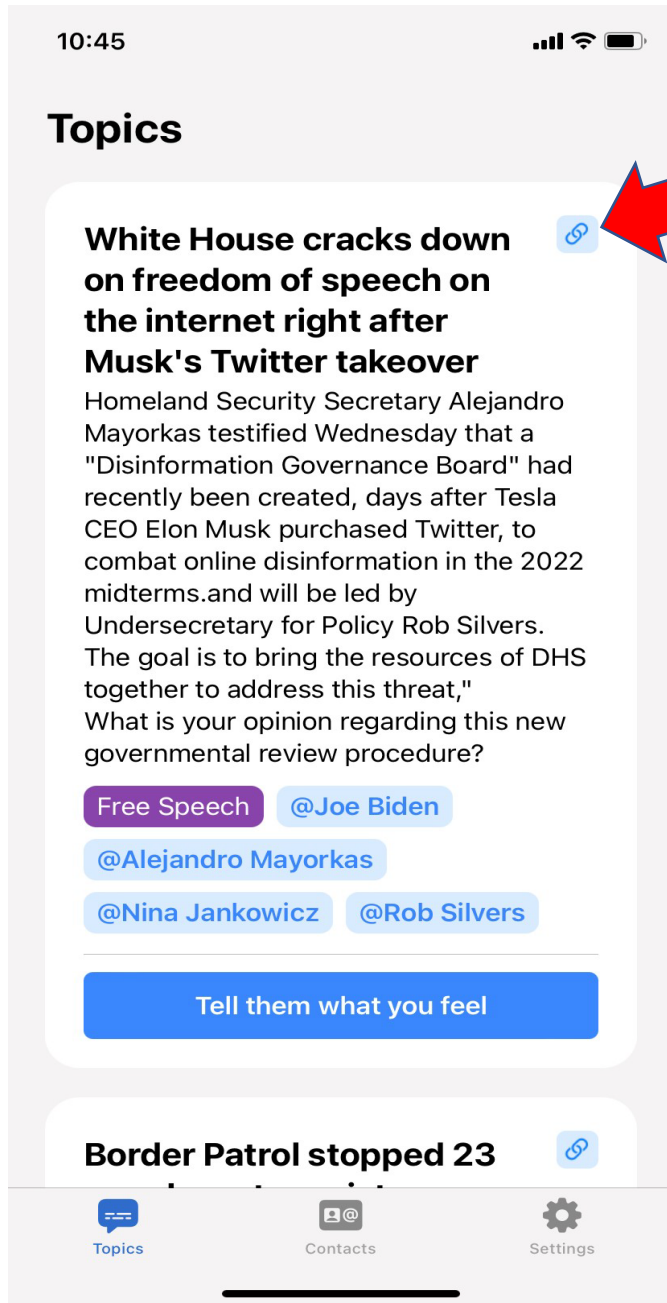 10:45
Topics
White House cracks down
on freedom of speech on
the internet right after
Musk's Twitter takeover
Homeland Security Secretary Alejandro
Mayorkas testified Wednesday that a
"Disinformation Governance Board" had
recently been created, days after Tesla
CEO Elon Musk purchased Twitter, to
combat online disinformation in the 2022
midterms.and will be led by
Undersecretary for Policy Rob Silvers.
The goal is to bring the resources of DHS
together to address this threat,"
What is your opinion regarding this new
governmental review procedure?
Free Speech @Joe Biden
@Alejandro Mayorkas
@Nina Jankowicz @Rob Silvers
Tell them what you feel
Border Patrol stopped 23
Topics Contacts Settings